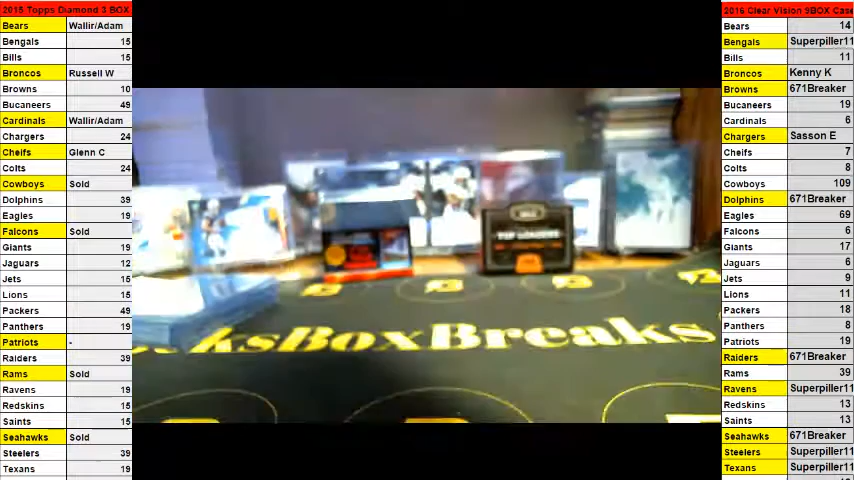 2015 Topps Diamond 3 BOX
Bears Wallir/Adam
Bengals 15
Bills 15
Broncos Russell W
Browns 10
Bucaneers 49
Cardinals Wallir/Adam
Chargers 24
Cheifs Glenn C
Colts 24
Cowboys Sold
Dolphins 39
Eagles 19
Falcons Sold
Giants 19
Jaguars 12
Jets 15
Lions 15
Packers 49
Panthers 19
Patriots -
Raiders 39
Rams Sold
Ravens 19
Redskins 15
Saints 15
Seahawks Sold
Steelers 39
Texans 19
TOP LOADERS
ksBoxBreaks
2016 Clear Vision 9BOX Case
Bears 14
Bengals Superpiller11
Bills 11
Broncos Kenny K
Browns 671Breaker
Bucaneers 19
Cardinals 6
Chargers Sasson E
Cheifs 7
Colts 8
Cowboys 109
Dolphins 671Breaker
Eagles 69
Falcons 6
Giants 17
Jaguars 6
Jets 9
Lions 11
Packers 18
Panthers 8
Patriots 19
Raiders 671Breaker
Rams 39
Ravens Superpiller11
Redskins 13
Saints 13
Seahawks 671Breaker
Steelers Superpiller11
Texans Superpiller11